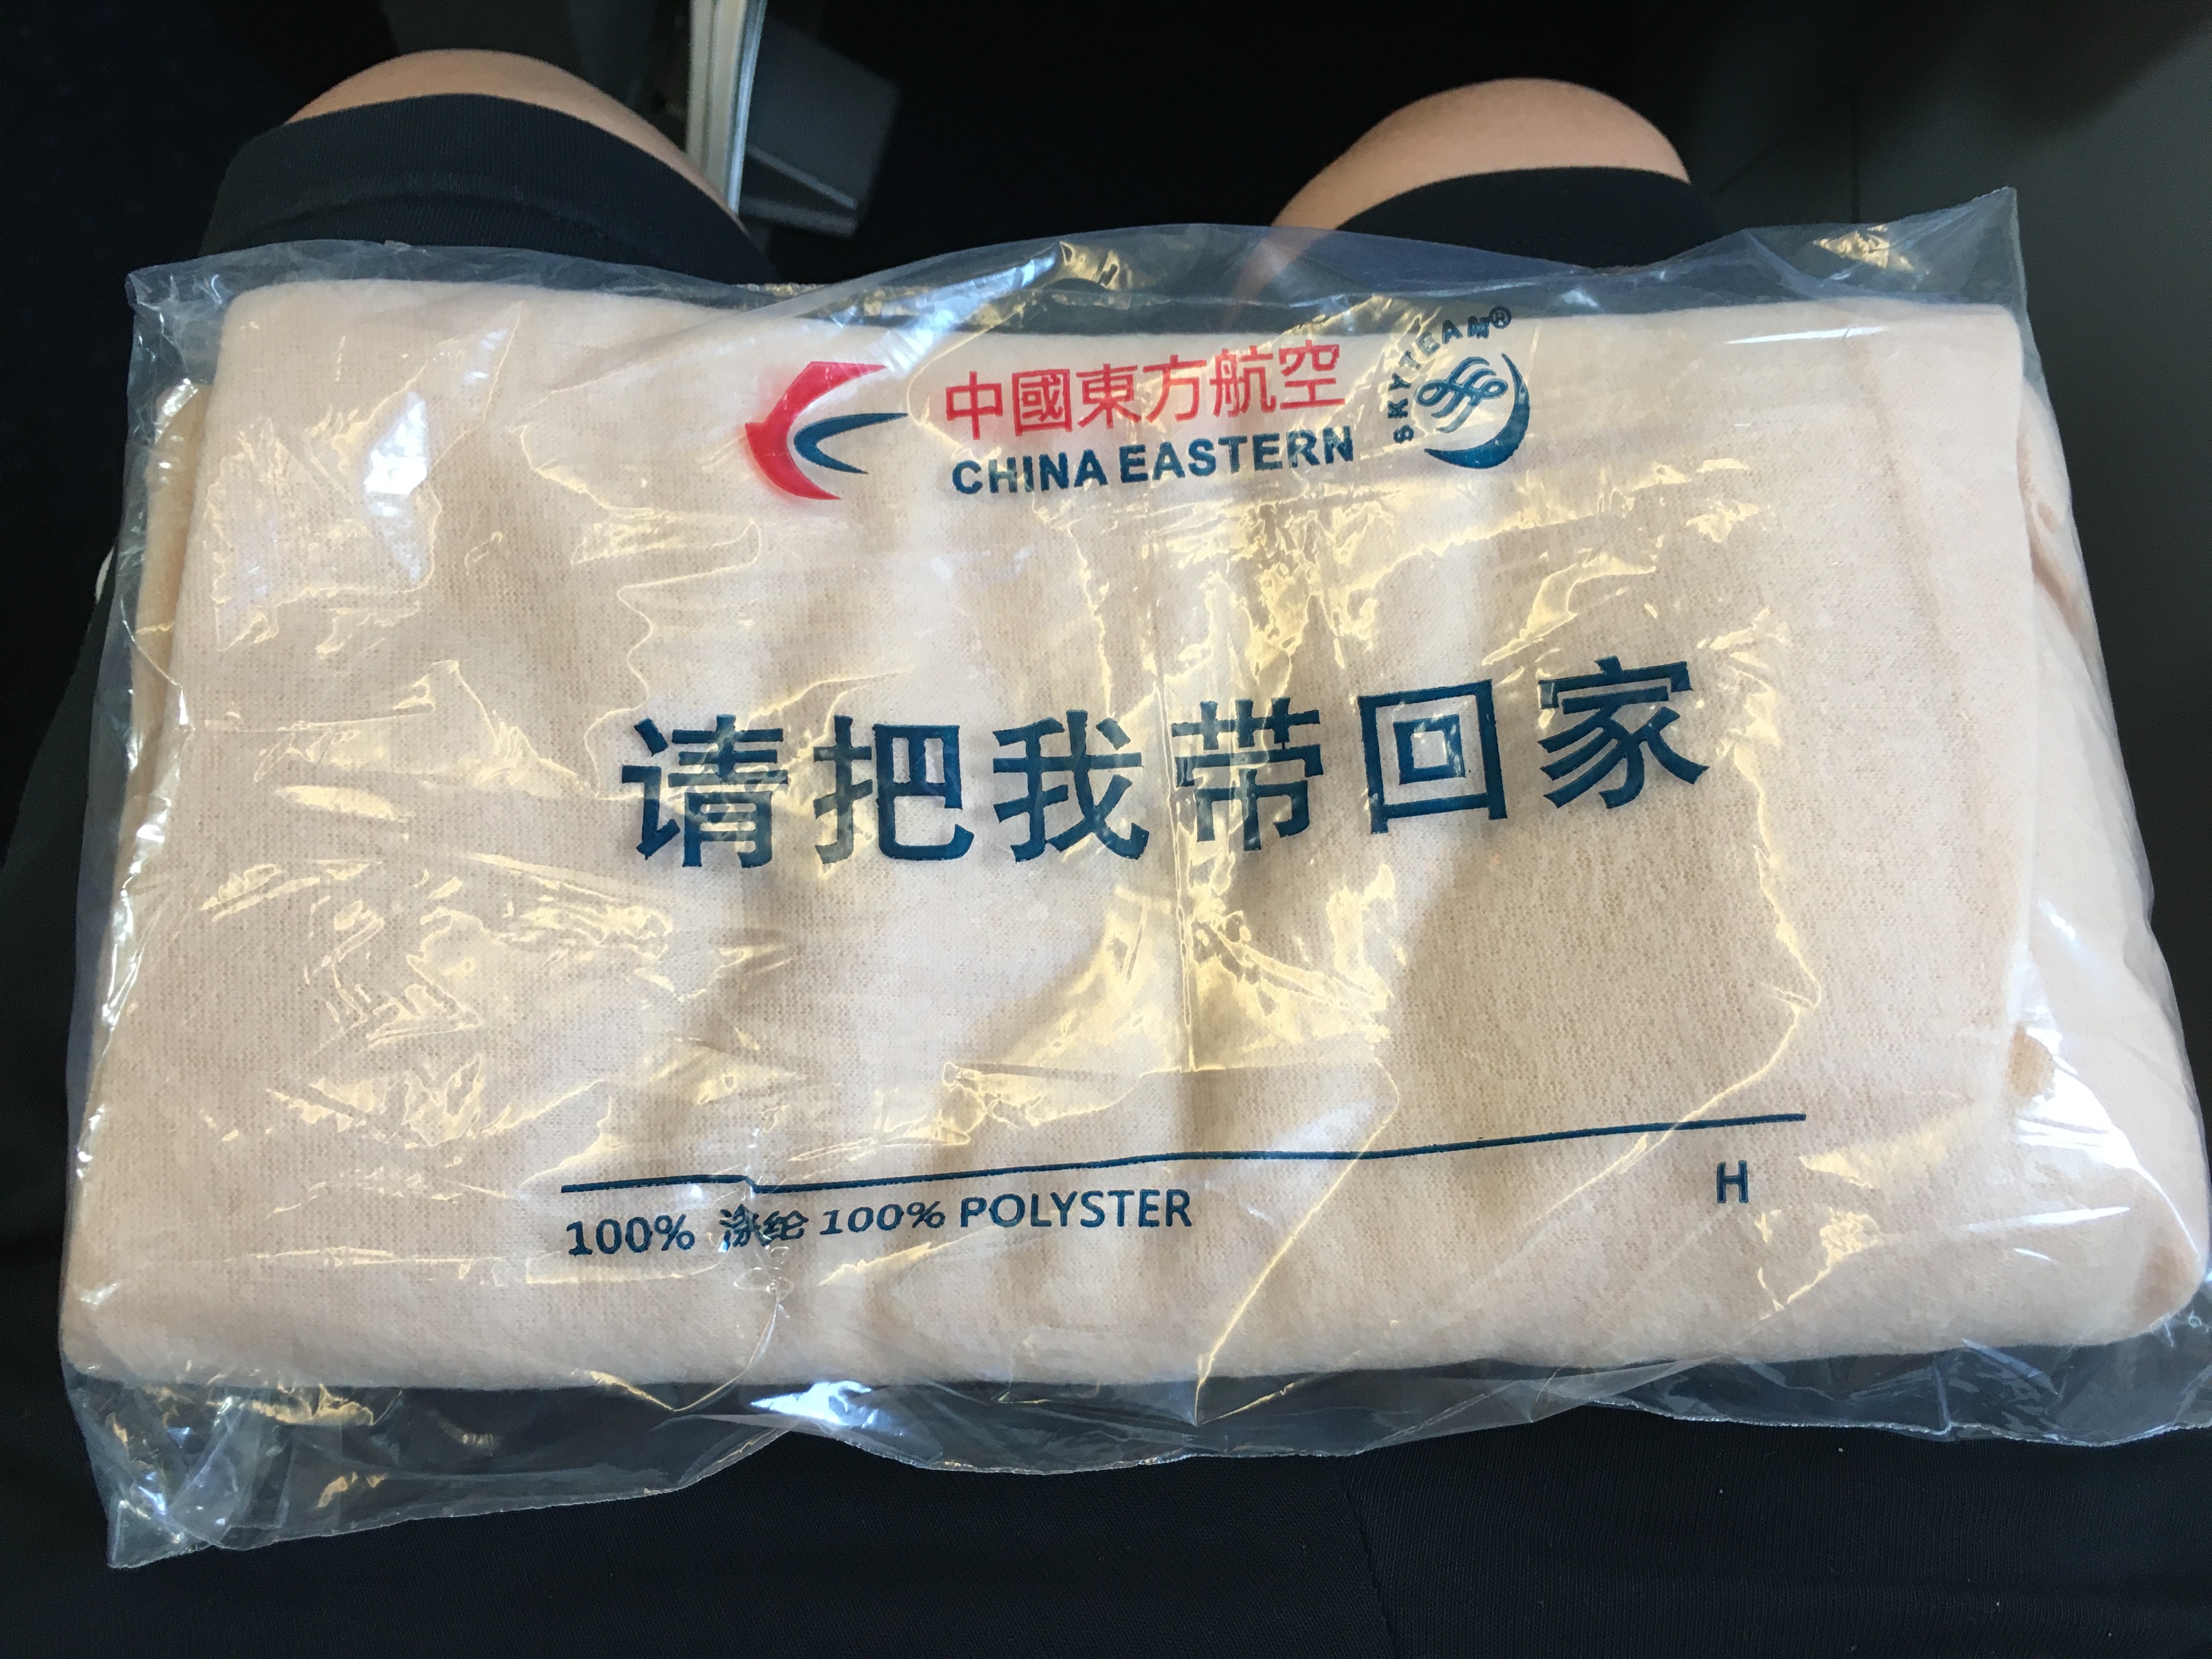 中國東方航空
CHINA EASTERN
SKYTEAM®
请把我带回家
100% 涤纶 100% POLYSTER
H